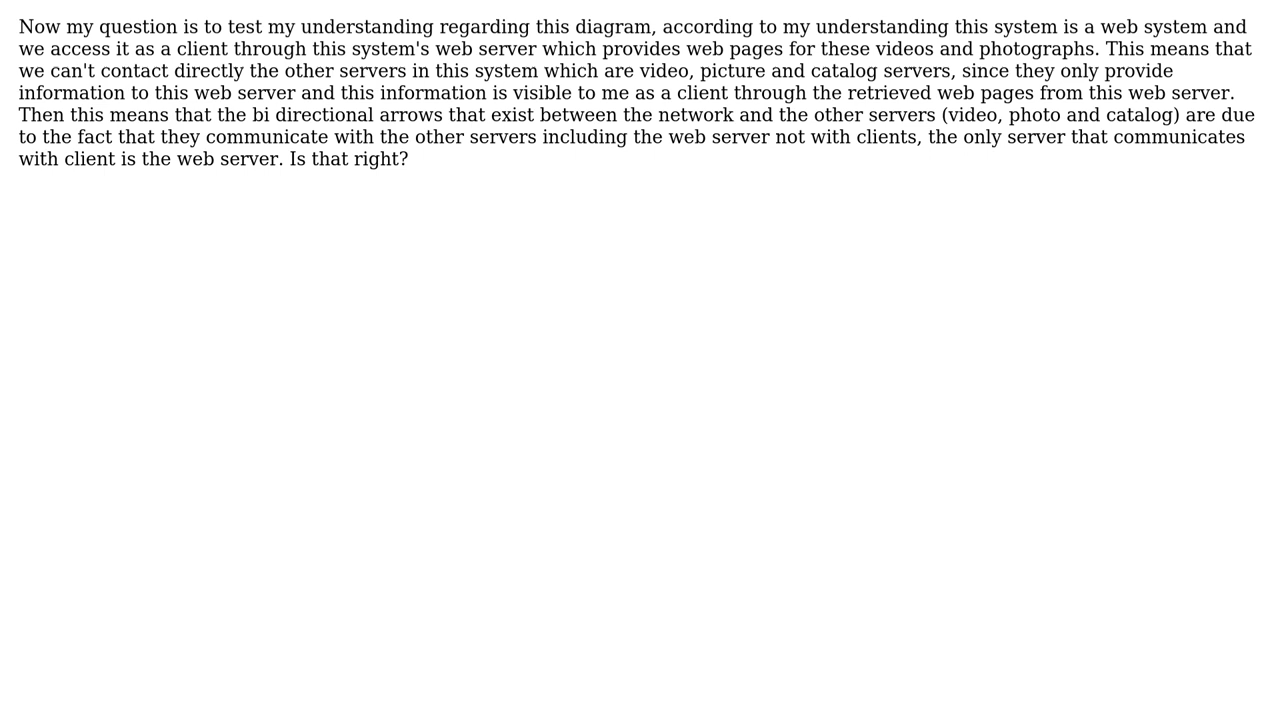 Now my question is to test my understanding regarding this diagram, according to my understanding this system is a web system and
we access it as a client through this system's web server which provides web pages for these videos and photographs. This means that
we can't contact directly the other servers in this system which are video, picture and catalog servers, since they only provide
information to this web server and this information is visible to me as a client through the retrieved web pages from this web server.
Then this means that the bi directional arrows that exist between the network and the other servers (video, photo and catalog) are due
to the fact that they communicate with the other servers including the web server not with clients, the only server that communicates
with client is the web server. Is that right?